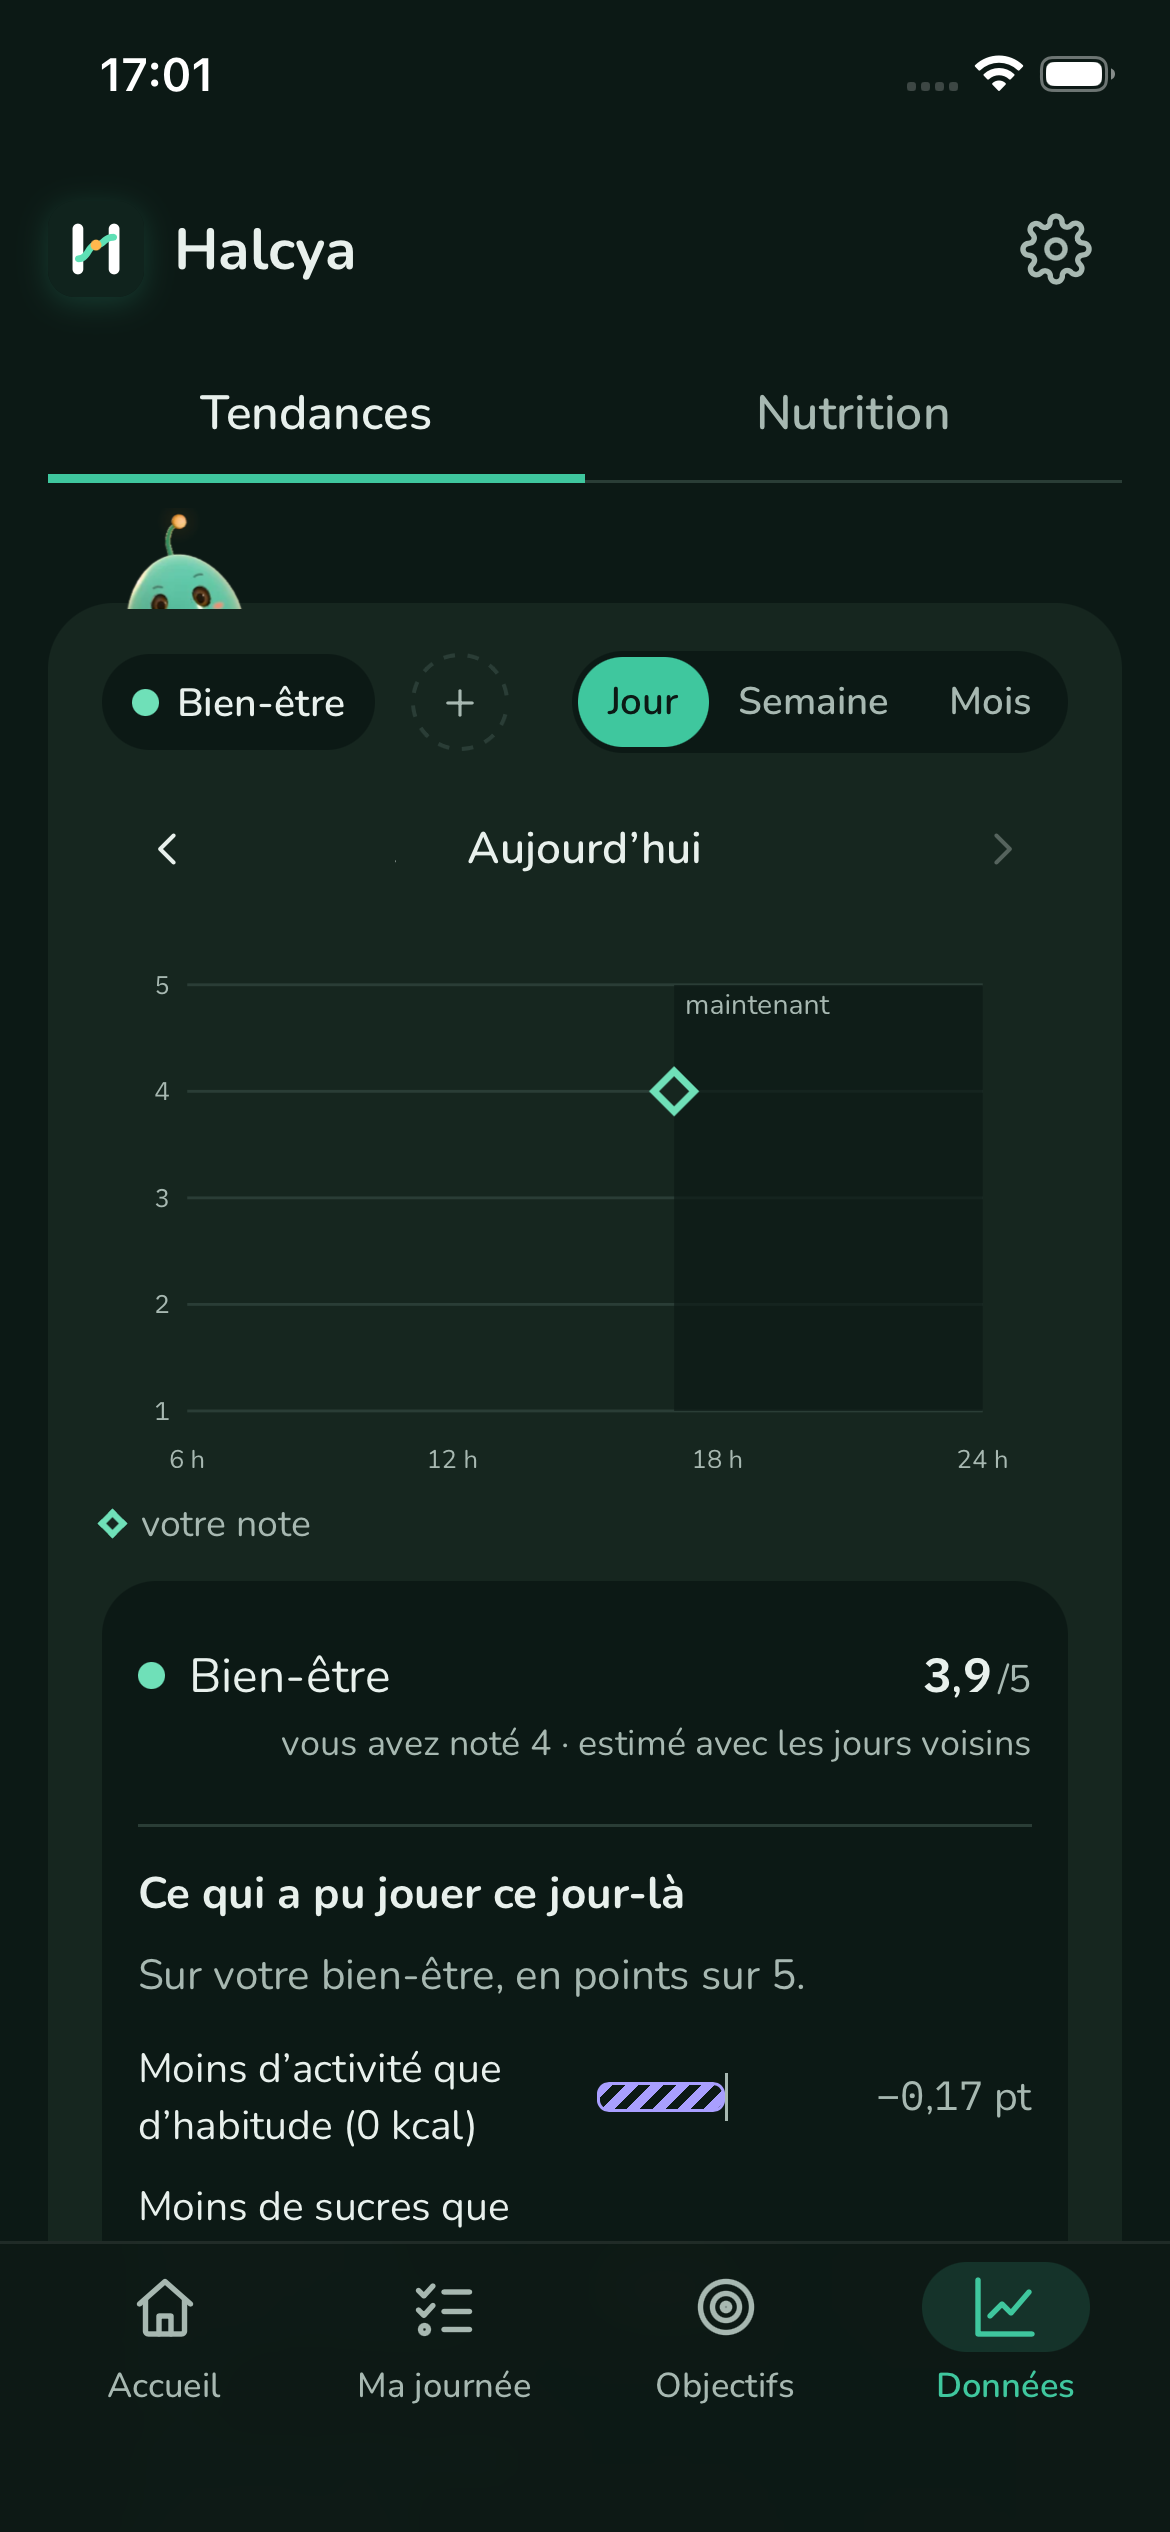 17:01
Halcya
Tendances
Nutrition
Bien-être
+
Jour
Semaine
Mois
Aujourd’hui
5
maintenant
4
3
2
1
6 h
12 h
18 h
24 h
votre note
Bien-être
3,9/5
vous avez noté 4 · estimé avec les jours voisins
Ce qui a pu jouer ce jour-là
Sur votre bien-être, en points sur 5.
Moins d’activité que
d’habitude (0 kcal)
−0,17 pt
Moins de sucres que
Accueil
Ma journée
Objectifs
Données